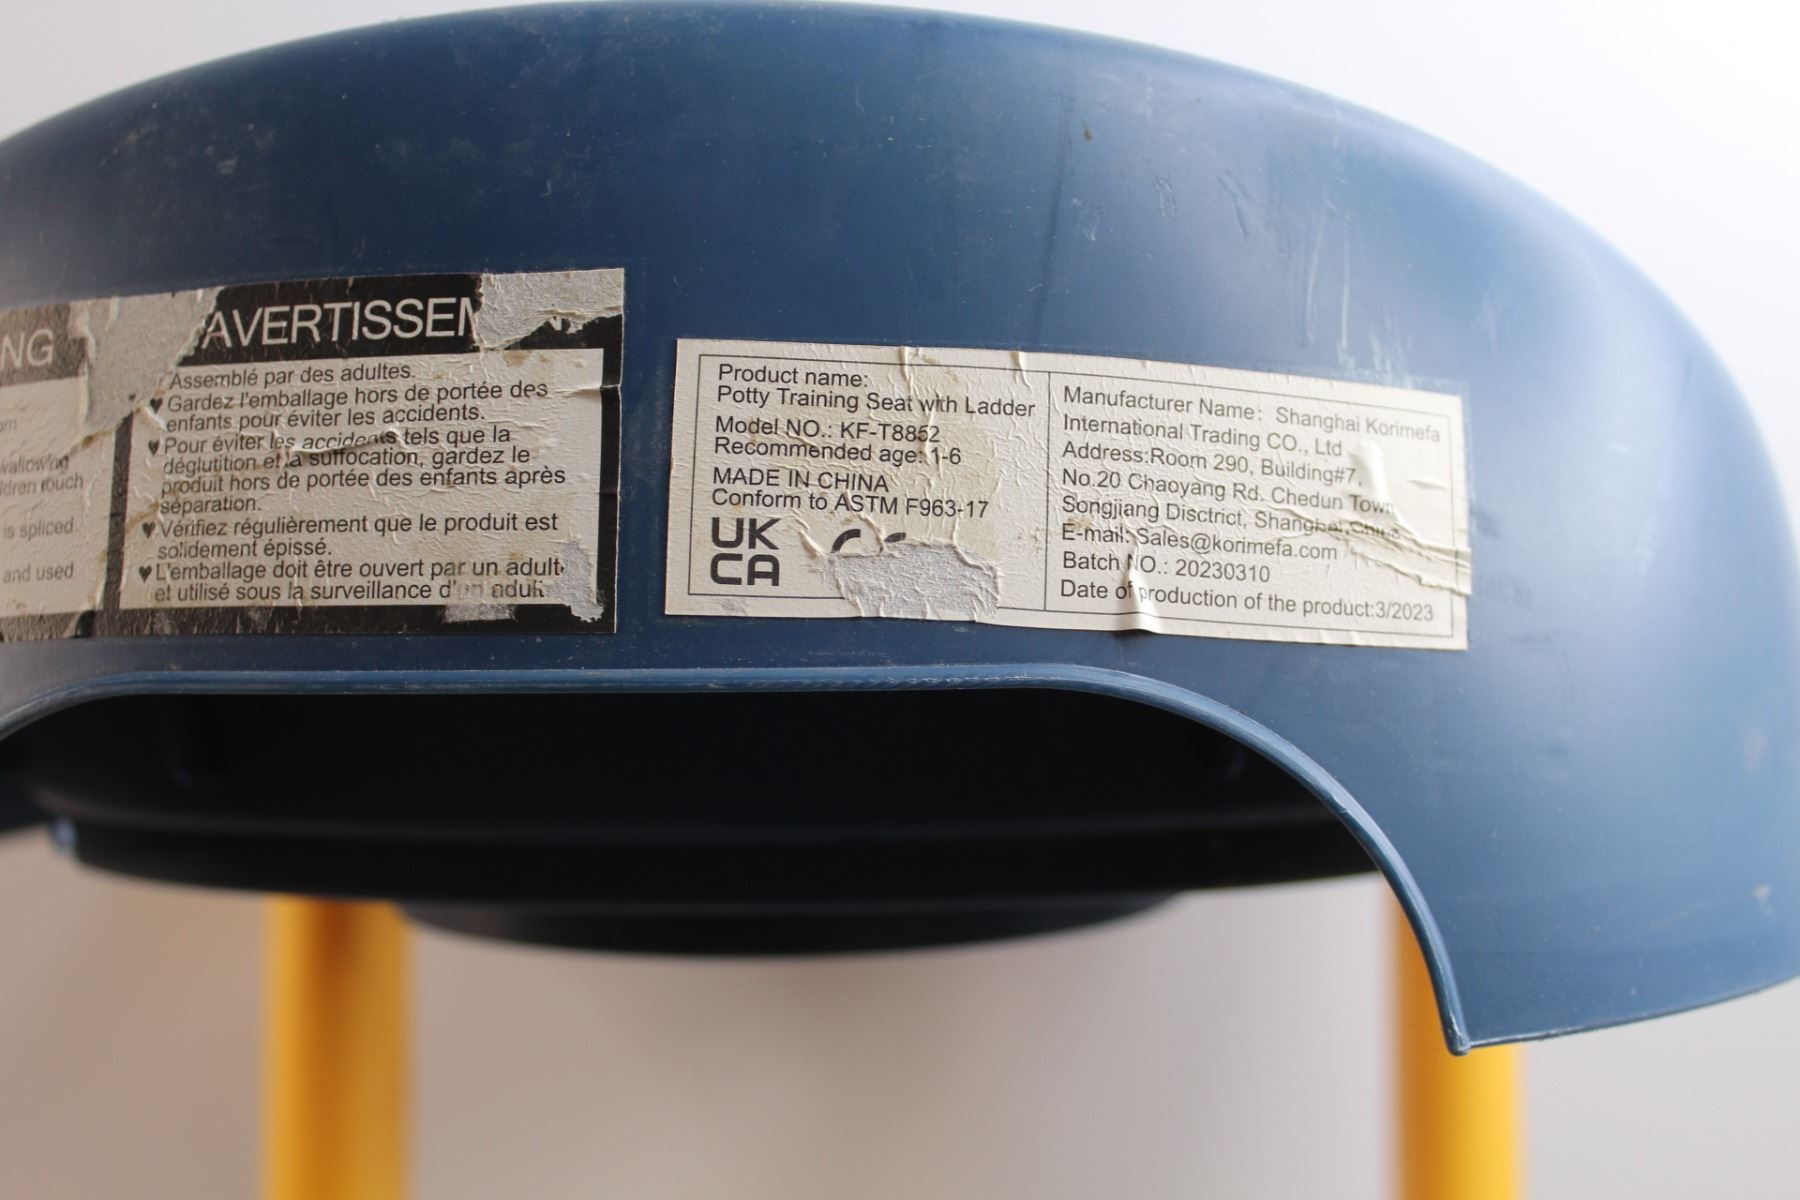 NG
wallowing
ldren touch
is spliced.
and used
AVERTISSEM
Assemblé par des adultes.
♥ Gardez l'emballage hors de portée des
enfants pour éviter les accidents.
♥ Pour éviter les accidents tels que la
déglutition et la suffocation, gardez le
produit hors de portée des enfants après
séparation.
♥ Vérifiez régulièrement que le produit est
solidement épissé.
♥ L'emballage doit être ouvert par un adult
et utilisé sous la surveillance d'un adult
Product name:
Potty Training Seat with Ladder
Model NO.: KF-T8852
Recommended age: 1-6
MADE IN CHINA
Conform to ASTM F963-17
UK
CA
CE
Manufacturer Name: Shanghai Korimefa
International Trading CO., Ltd
Address:Room 290, Building#7,
No.20 Chaoyang Rd. Chedun Town
Songjiang Disctrict, Shanghai,China
E-mail: Sales@korimefa.com
Batch NO.: 20230310
Date of production of the product:3/2023